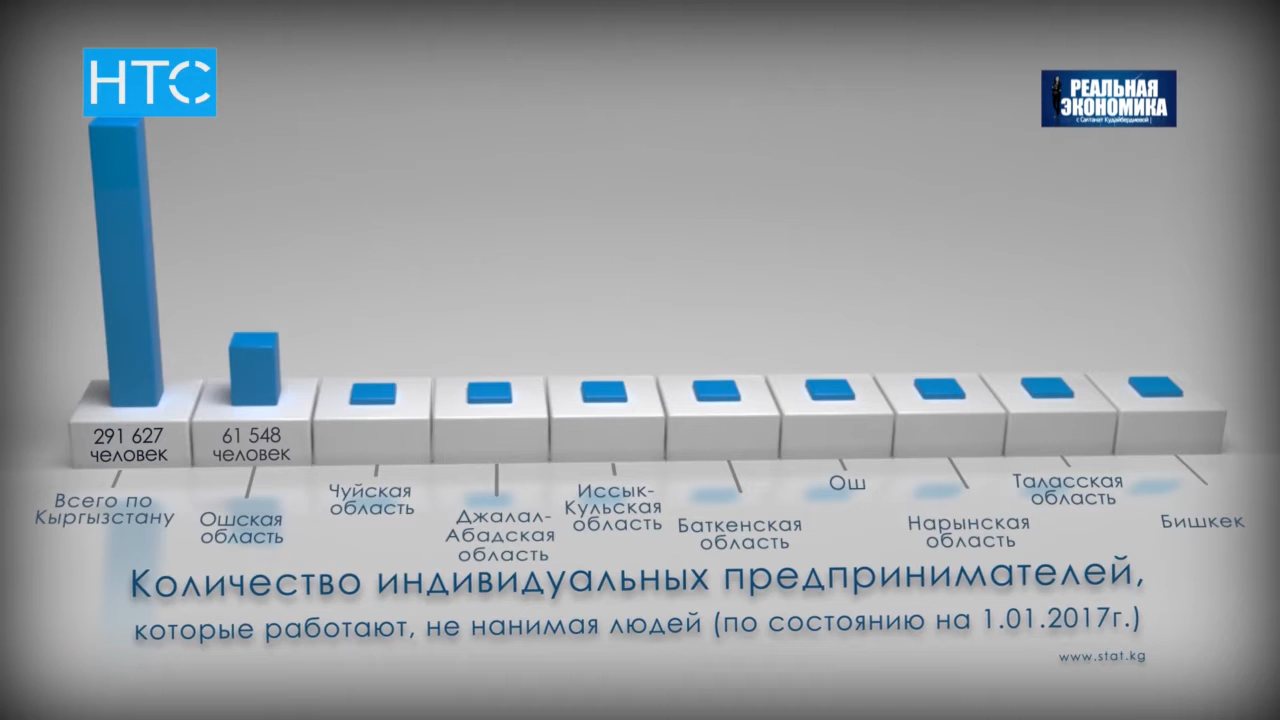 НТС
РЕАЛЬНАЯ
ЭКОНОМИКА
с Салтанат Кудайбердиевой
291 627
человек
61 548
человек
Всего по
Кыргызстану
Ошская
область
Чуйская
область
Джалал-
Абадская
область
Иссык-
Кульская
область
Баткенская
область
Ош
Нарынская
область
Таласская
область
Бишкек
Количество индивидуальных предпринимателей,
которые работают, не нанимая людей (по состоянию на 1.01.2017г.)
www.stat.kg